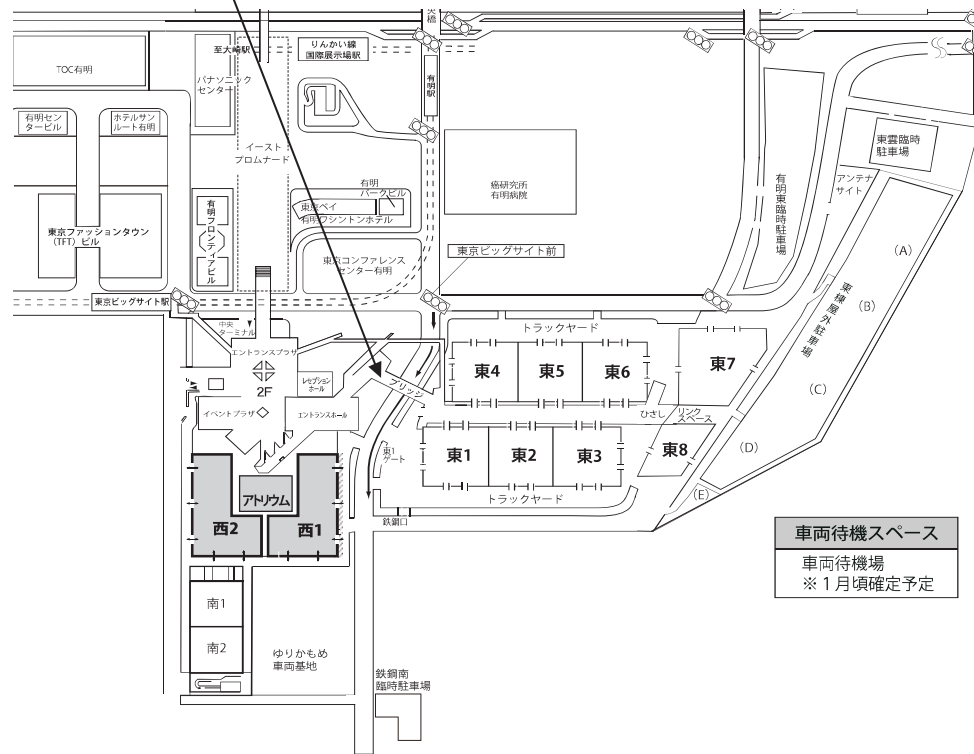 大橋
至大崎駅
りんかい線
国際展示場駅
TOC有明
パナソニック
センター
有明駅
有明セン
タービル
ホテルサン
ルート有明
イースト
プロムナード
東雲臨時
駐車場
癌研究所
有明病院
有明
パークビル
東京ベイ
有明ワシントンホテル
有明東臨時駐車場
アンテナ
サイト
東京ファッションタウン
(TFT)ビル
有明フロンティアビル
東京コンファレンス
センター有明
東京ビッグサイト前
(A)
東京ビッグサイト駅
東棟屋外駐車場
(B)
中央
ターミナル
トラックヤード
エントランスプラザ
2F
レセプション
ホール
ブリッジ
東4
東5
東6
東7
(C)
イベントプラザ
エントランスホール
ひさし
リンク
スペース
東1
ゲート
東1
東2
東3
東8
(D)
アトリウム
トラックヤード
(E)
西2
西1
鉄鋼口
車両待機スペース
車両待機場
※1月頃確定予定
南1
南2
ゆりかもめ
車両基地
鉄鋼南
臨時駐車場